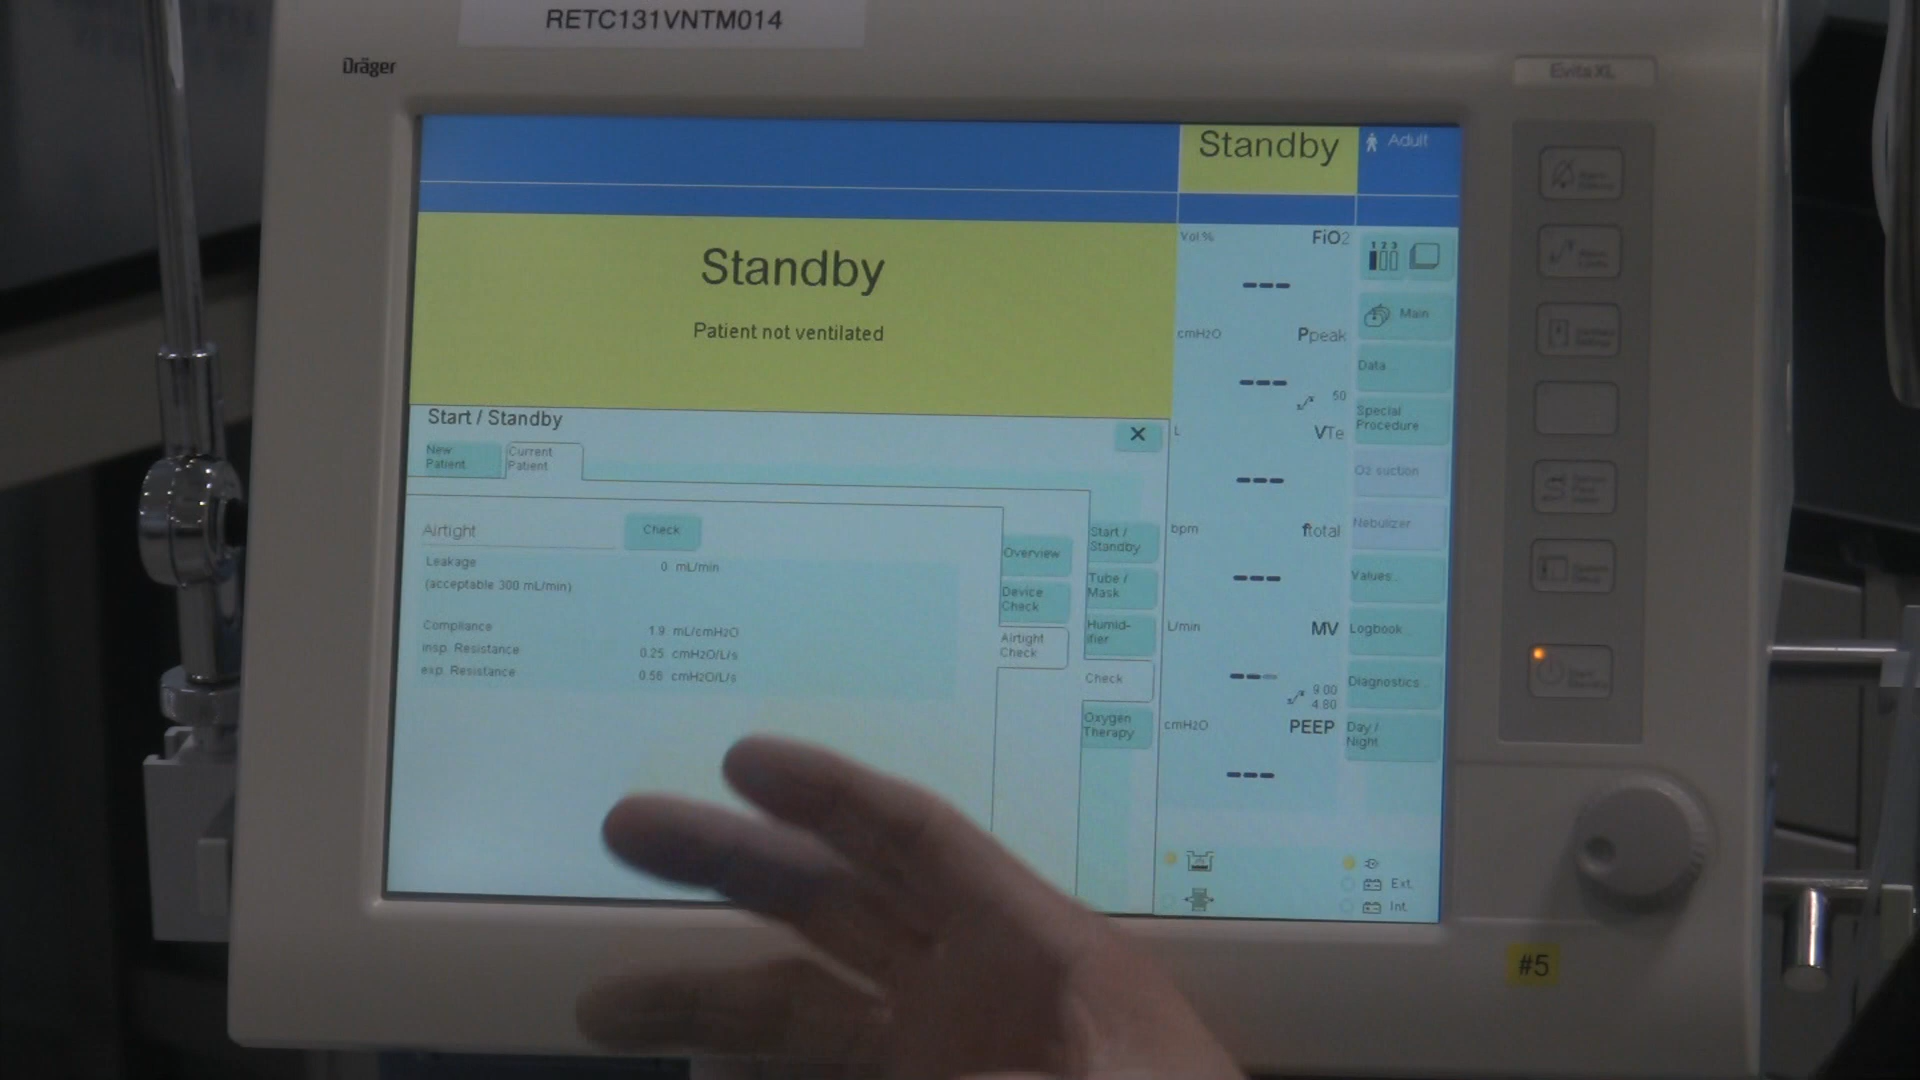 RETC131VNTM014
Dräger
EvitaXL
Standby
Adult
Standby
Patient not ventilated
Start / Standby
New
Patient
Current
Patient
Airtight
Check
Leakage
0 mL/min
(acceptable 300 mL/min)
Compliance
1.9 mL/cmH2O
insp. Resistance
0.25 cmH2O/L/s
exp. Resistance
0.56 cmH2O/L/s
Overview
Device
Check
Airtight
Check
Start /
Standby
Tube /
Mask
Humid-
ifier
Check
Oxygen
Therapy
Vol.% FiO2
---
cmH2O Ppeak
---
50
L VTe
---
bpm ftotal
---
L/min MV
---
9.00
4.80
cmH2O PEEP
---
1 2 3
Main
Data
Special
Procedure
O2 suction
Nebulizer
Values...
Logbook...
Diagnostics...
Day /
Night
Ext.
Int.
#5